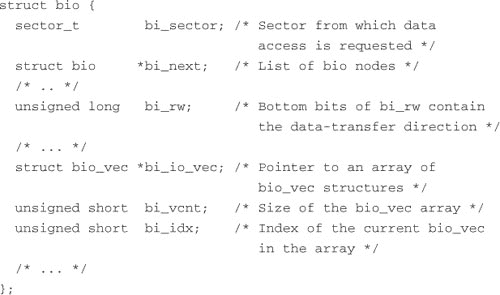 struct bio {
  sector_t      bi_sector; /* Sector from which data
                              access is requested */
  struct bio   *bi_next;   /* List of bio nodes */
  /* .. */
  unsigned long bi_rw;     /* Bottom bits of bi_rw contain
                              the data-transfer direction */
  /* ... */
  struct bio_vec *bi_io_vec; /* Pointer to an array of
                              bio_vec structures */
  unsigned short bi_vcnt;  /* Size of the bio_vec array */
  unsigned short bi_idx;   /* Index of the current bio_vec
                              in the array */
  /* ... */
};